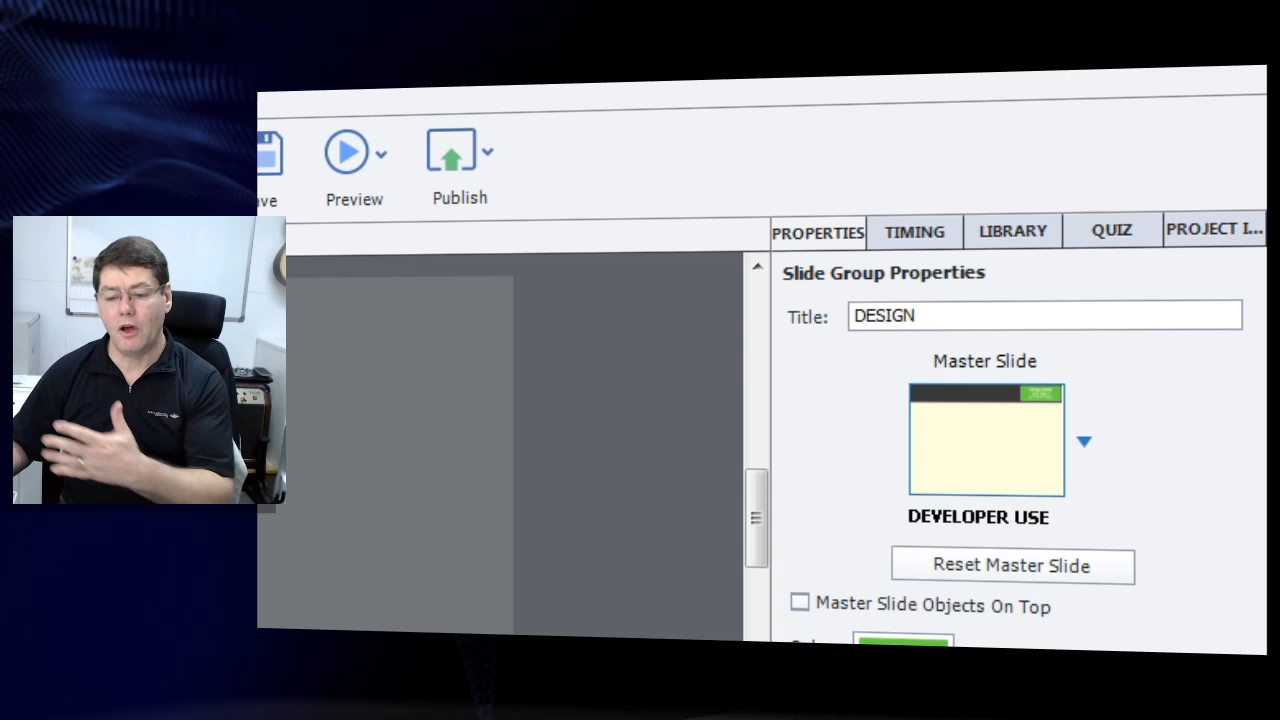 ave
Preview
Publish
PROPERTIES
TIMING
LIBRARY
QUIZ
PROJECT I...
Slide Group Properties
Title:
DESIGN
Master Slide
DEVELOPER USE
Reset Master Slide
Master Slide Objects On Top